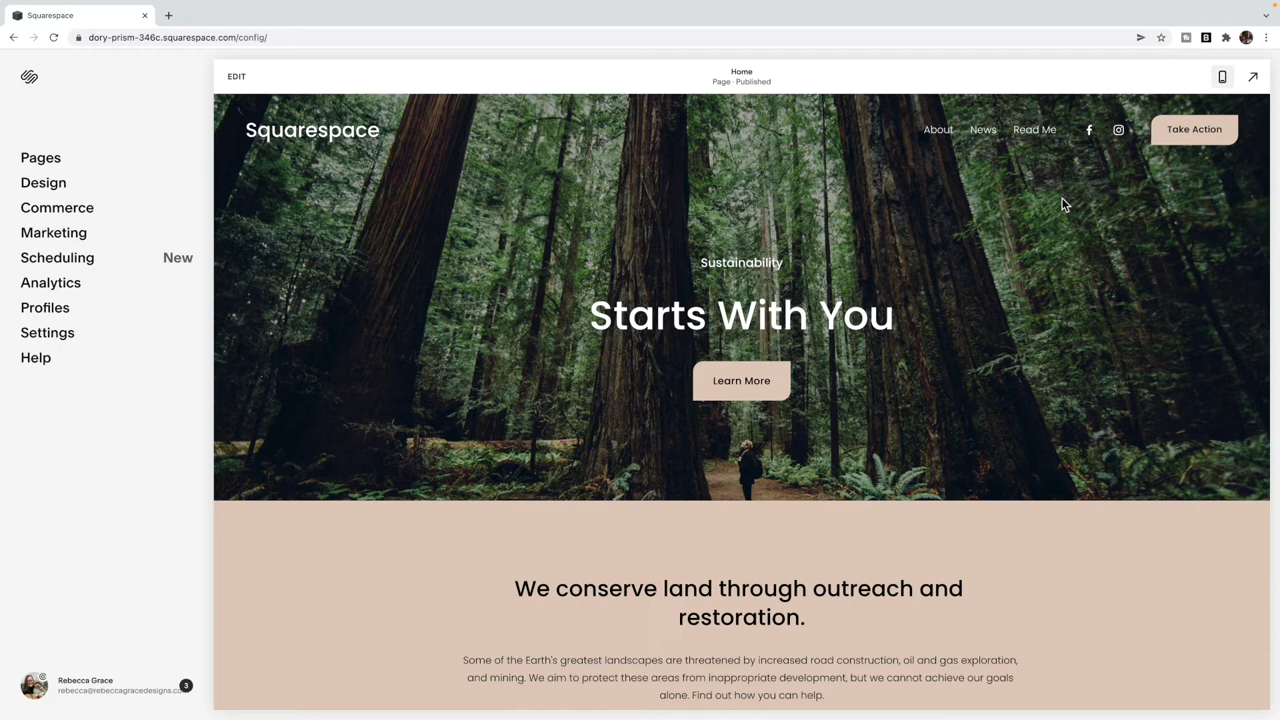 Squarespace
dory-prism-346c.squarespace.com/config/
EDIT
Home
Page · Published
Squarespace
About News Read Me Take Action
Pages
Design
Commerce
Marketing
Scheduling New
Analytics
Profiles
Settings
Help
Sustainability
Starts With You
Learn More
We conserve land through outreach and
restoration.
Some of the Earth's greatest landscapes are threatened by increased road construction, oil and gas exploration,
and mining. We aim to protect these areas from inappropriate development, but we cannot achieve our goals
alone. Find out how you can help.
Rebecca Grace
rebecca@rebeccagracedesigns.co
3